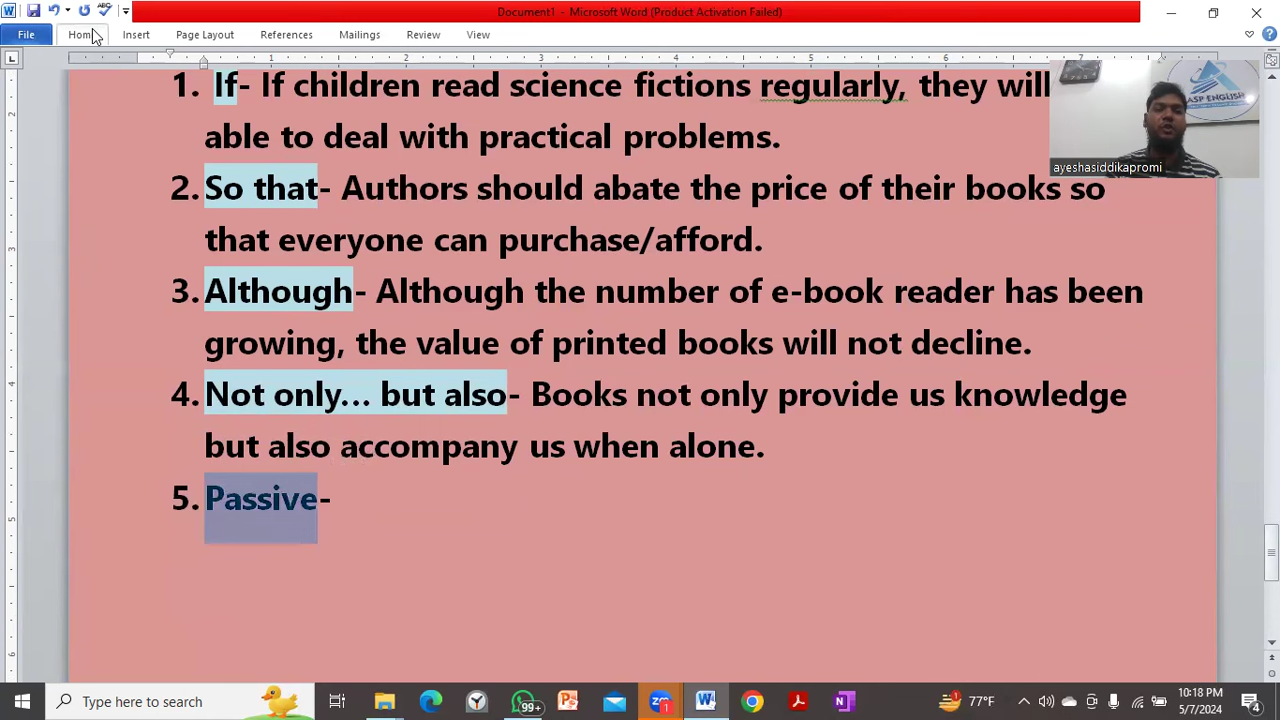 Document1 - Microsoft Word (Product Activation Failed)
File Home Insert Page Layout References Mailings Review View
1. If- If children read science fictions regularly, they will
able to deal with practical problems.
2. So that- Authors should abate the price of their books so
that everyone can purchase/afford.
3. Although- Although the number of e-book reader has been
growing, the value of printed books will not decline.
4. Not only... but also- Books not only provide us knowledge
but also accompany us when alone.
5. Passive-
ASP ENGLISH
ayeshasiddikapromi
Type here to search
99+
77°F
10:18 PM
5/7/2024